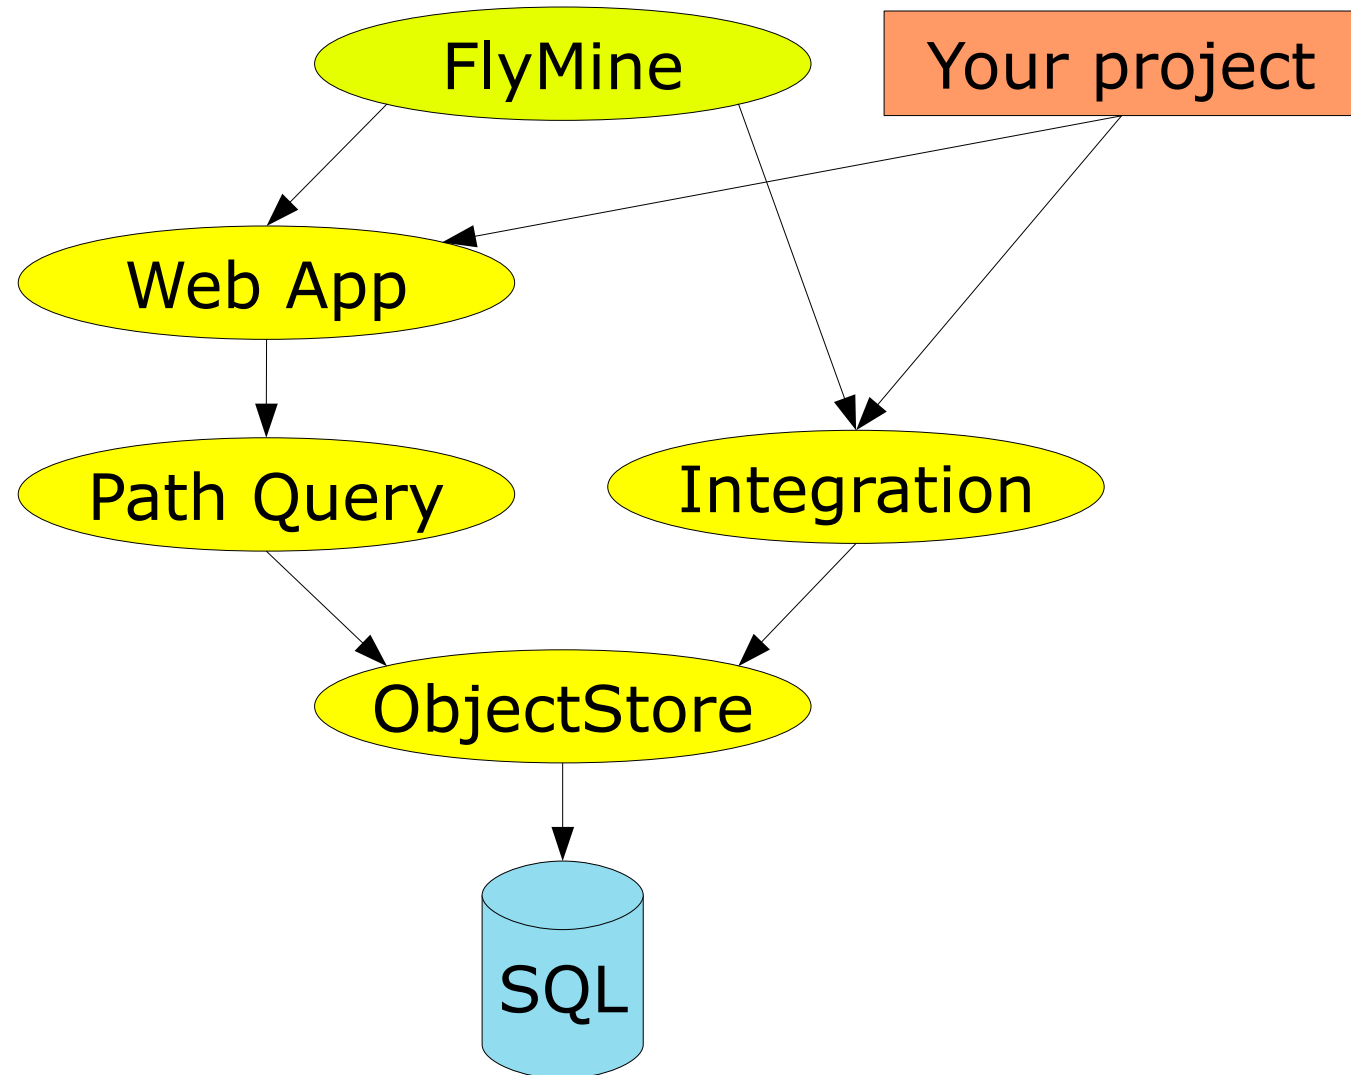 FlyMine
Your project
Web App
Path Query
Integration
ObjectStore
SQL